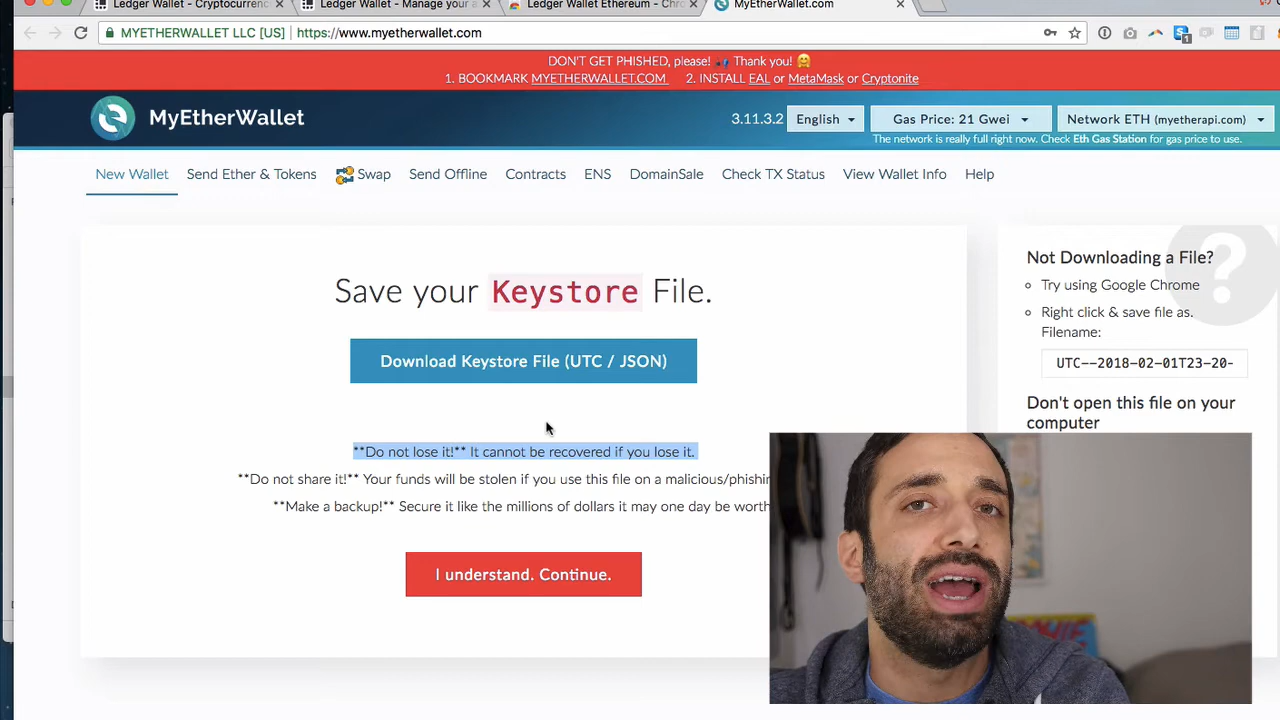 Ledger Wallet - Cryptocurrenc
Ledger Wallet - Manage your a
Ledger Wallet Ethereum - Chro
MyEtherWallet.com
MYETHERWALLET LLC [US] | https://www.myetherwallet.com
DON'T GET PHISHED, please! Thank you!
1. BOOKMARK MYETHERWALLET.COM 2. INSTALL EAL or MetaMask or Cryptonite
MyEtherWallet
3.11.3.2 English Gas Price: 21 Gwei Network ETH (myetherapi.com)
The network is really full right now. Check Eth Gas Station for gas price to use.
New Wallet Send Ether & Tokens Swap Send Offline Contracts ENS DomainSale Check TX Status View Wallet Info Help
Save your Keystore File.
Download Keystore File (UTC / JSON)
**Do not lose it!** It cannot be recovered if you lose it.
**Do not share it!** Your funds will be stolen if you use this file on a malicious/phishin
**Make a backup!** Secure it like the millions of dollars it may one day be worth
I understand. Continue.
Not Downloading a File?
Try using Google Chrome
Right click & save file as.
Filename:
UTC--2018-02-01T23-20-
Don't open this file on your
computer